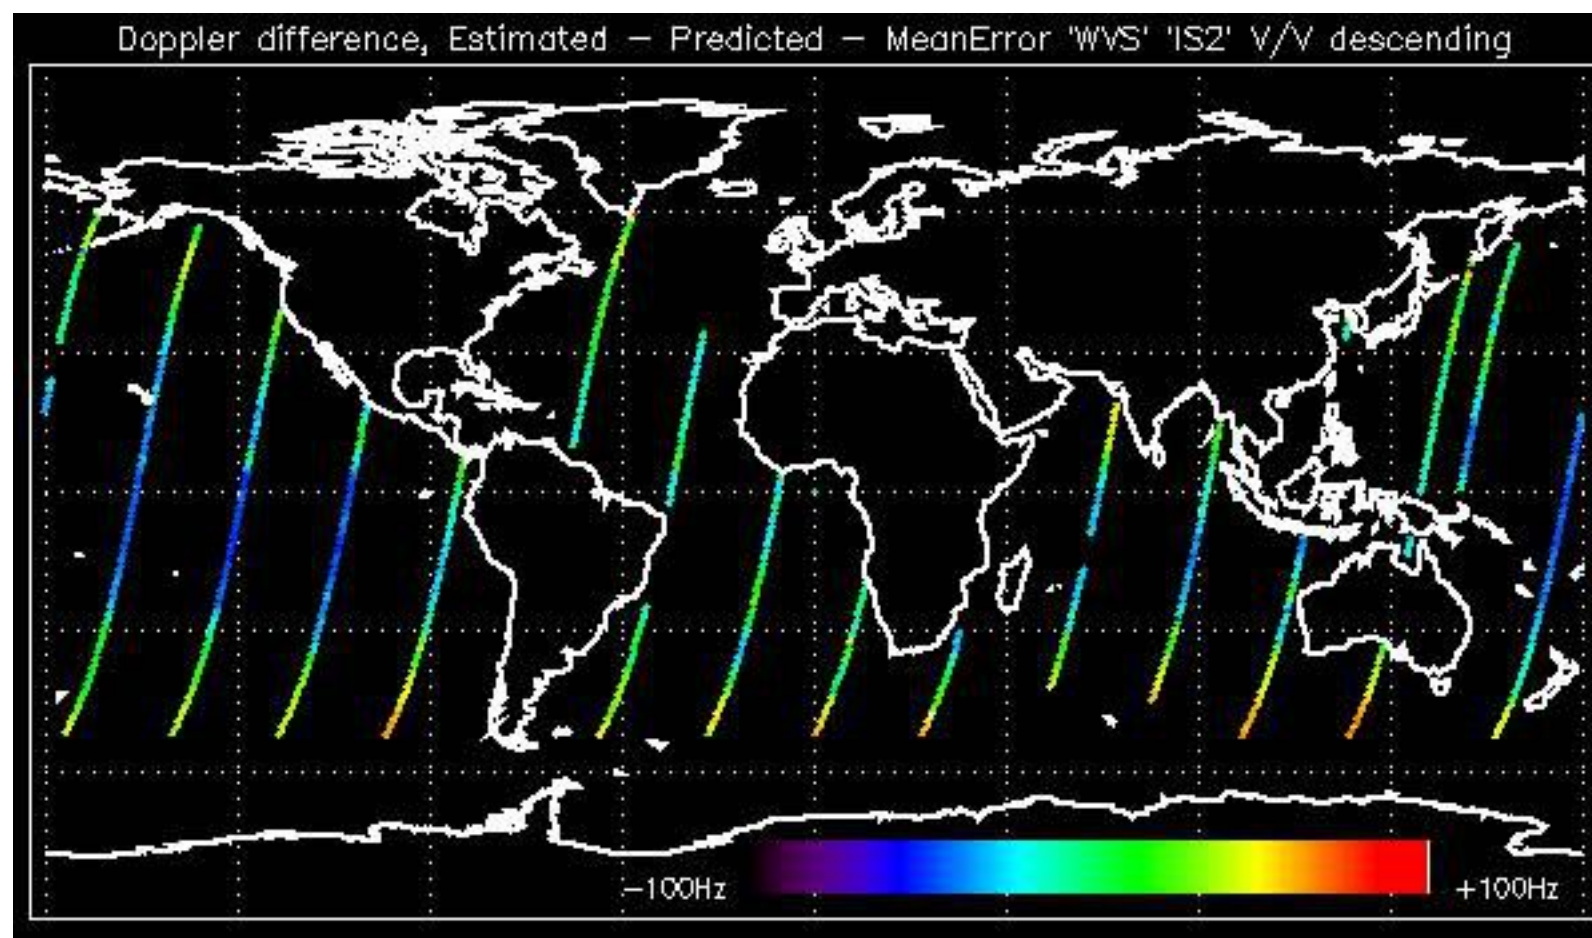 Doppler difference, Estimated – Predicted – MeanError 'WVS' 'IS2' V/V descending
-100Hz
+100Hz